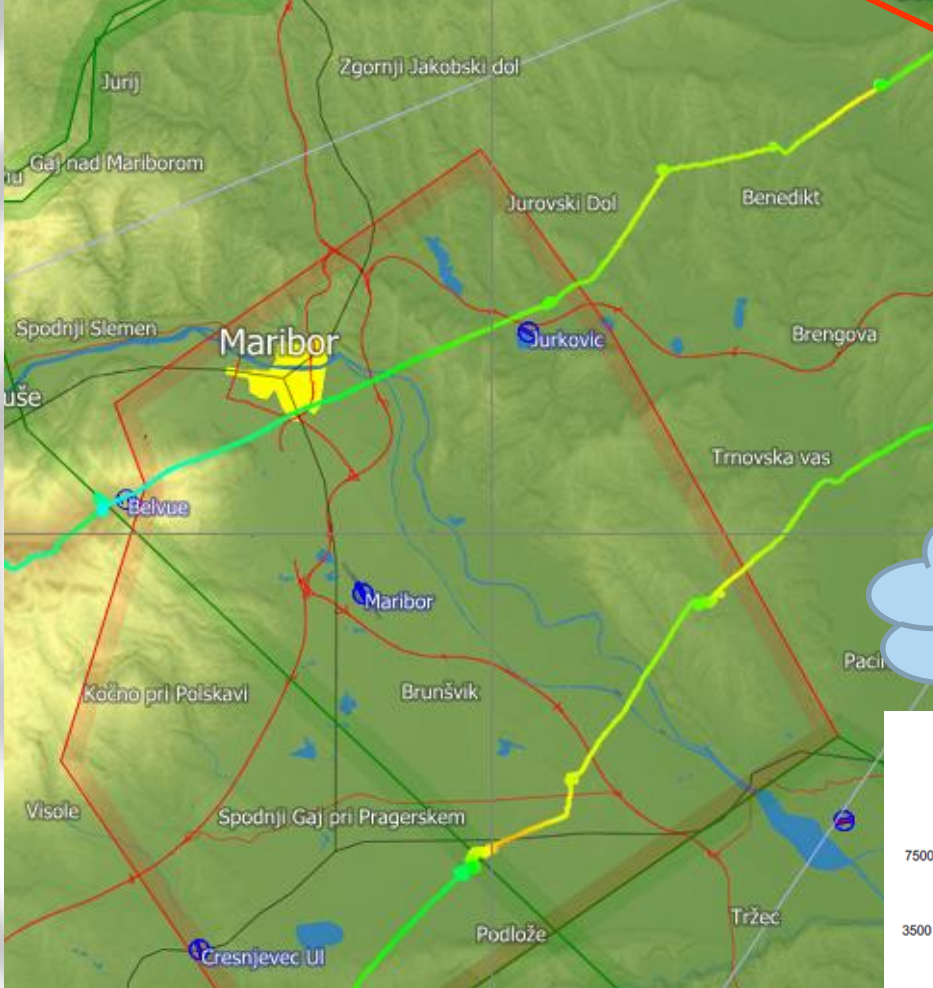 Zgornji Jakobski dol
Jurij
Gaj nad Mariborom
Jurovski Dol
Benedikt
Spodnji Slemen
Maribor
Jurkovic
Brengova
uše
Trnovska vas
Belvue
Maribor
Kočno pri Polskavi
Brunšvik
Paci
Visole
Spodnji Gaj pri Pragerskem
7500
Tržec
3500
Podlože
Cresnjevec Ul